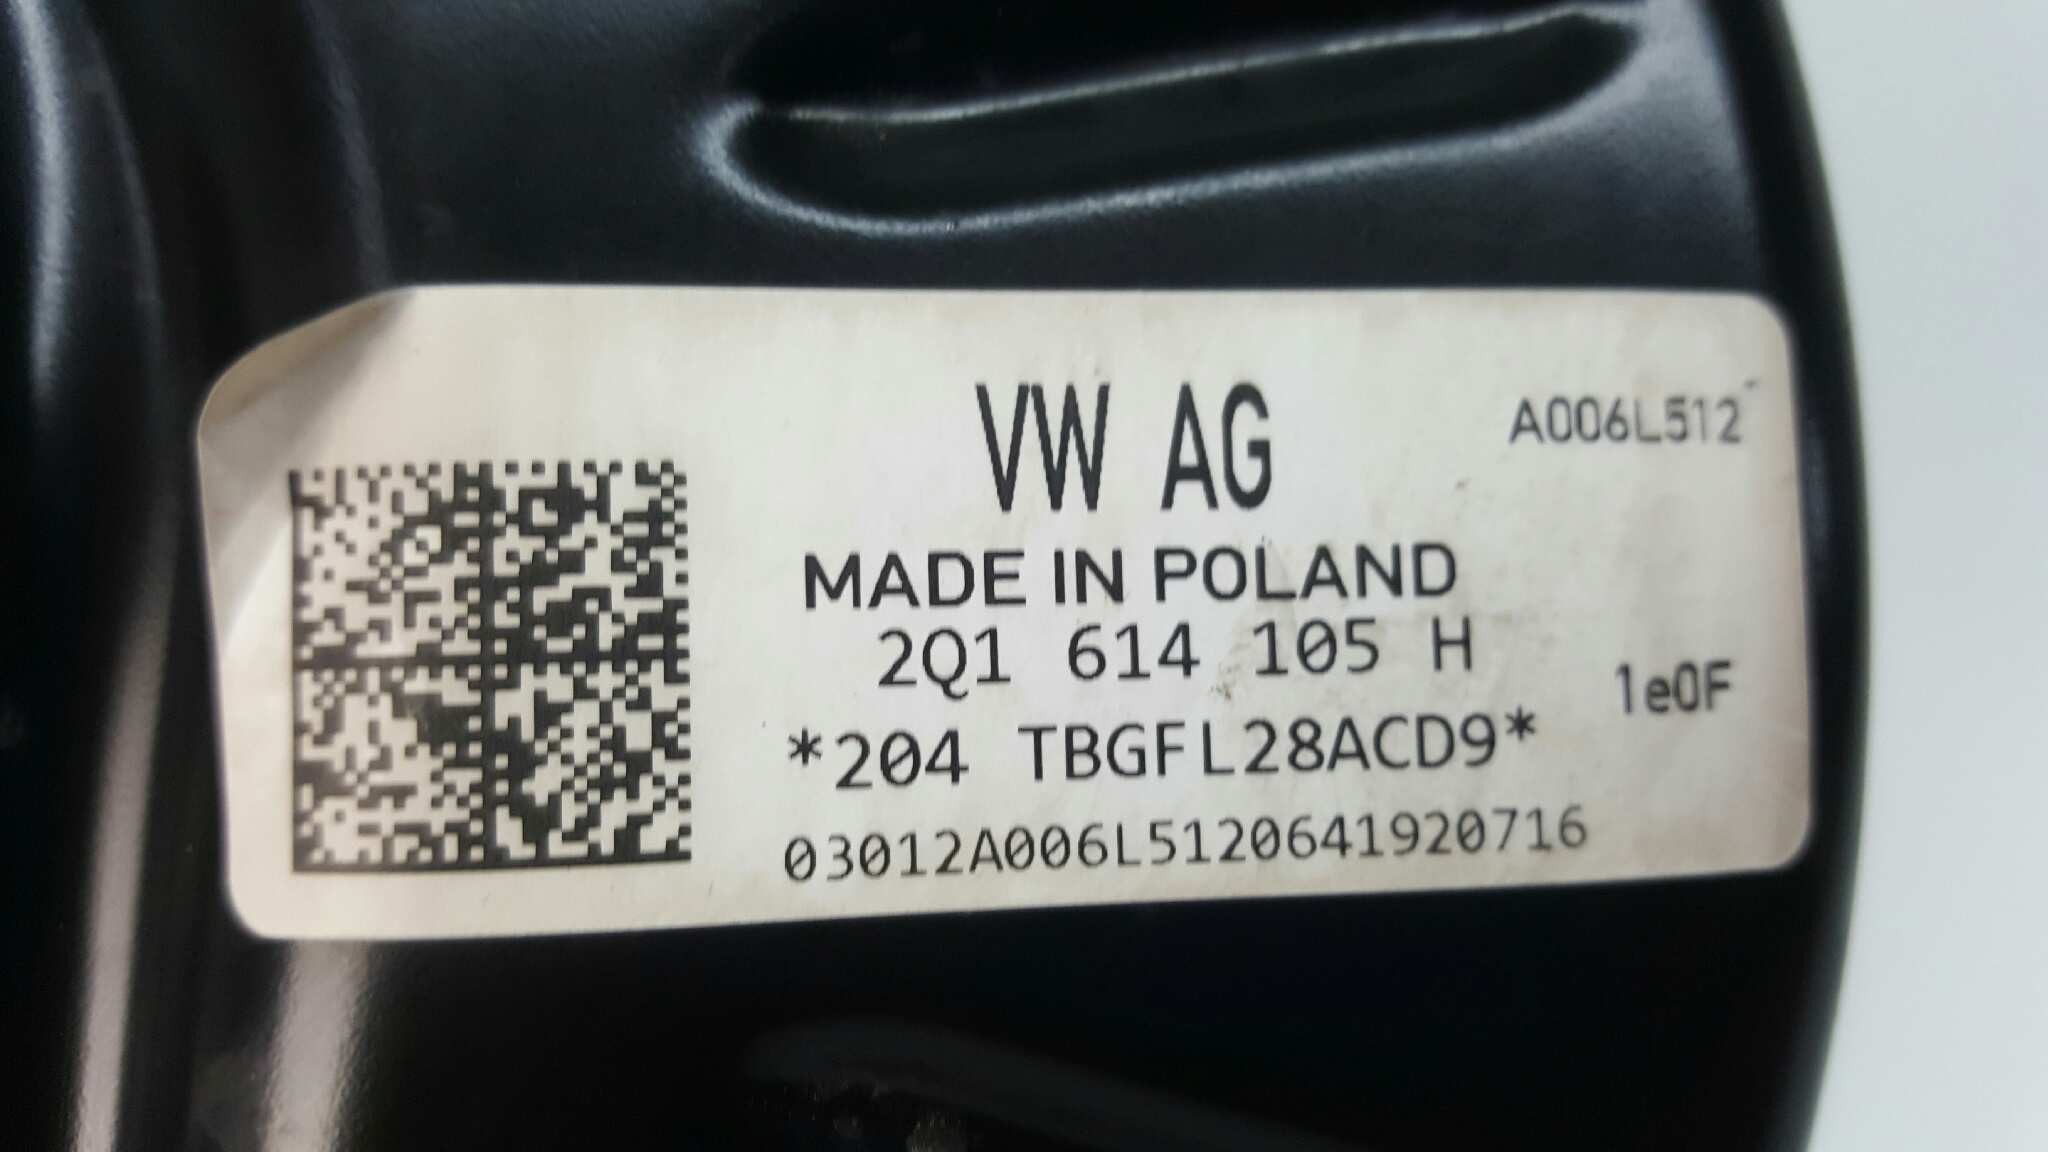 VW AG
A006L512
MADE IN POLAND
2Q1 614 105 H
1e0F
*204 TBGFL28ACD9*
03012A006L5120641920716